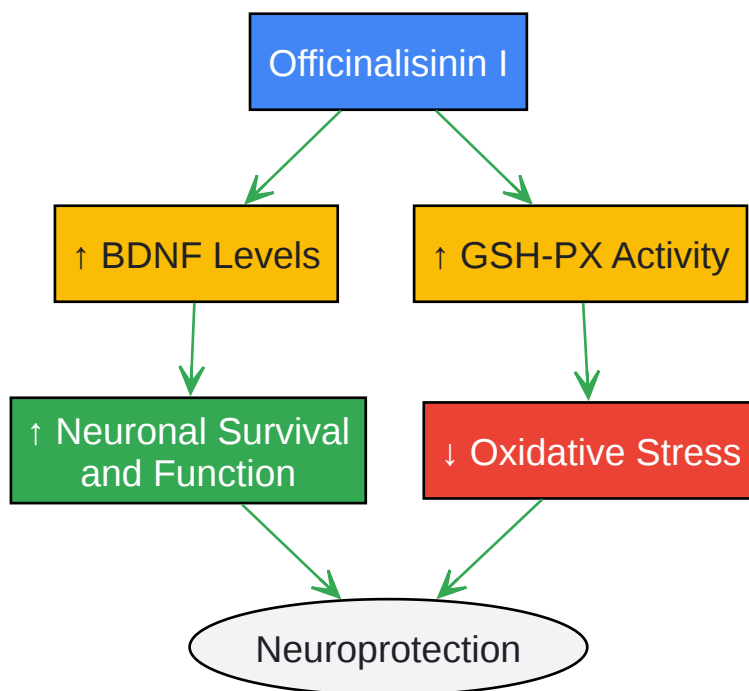 Officinalisinin I
↑ BDNF Levels
↑ GSH-PX Activity
↑ Neuronal Survival
and Function
↓ Oxidative Stress
Neuroprotection